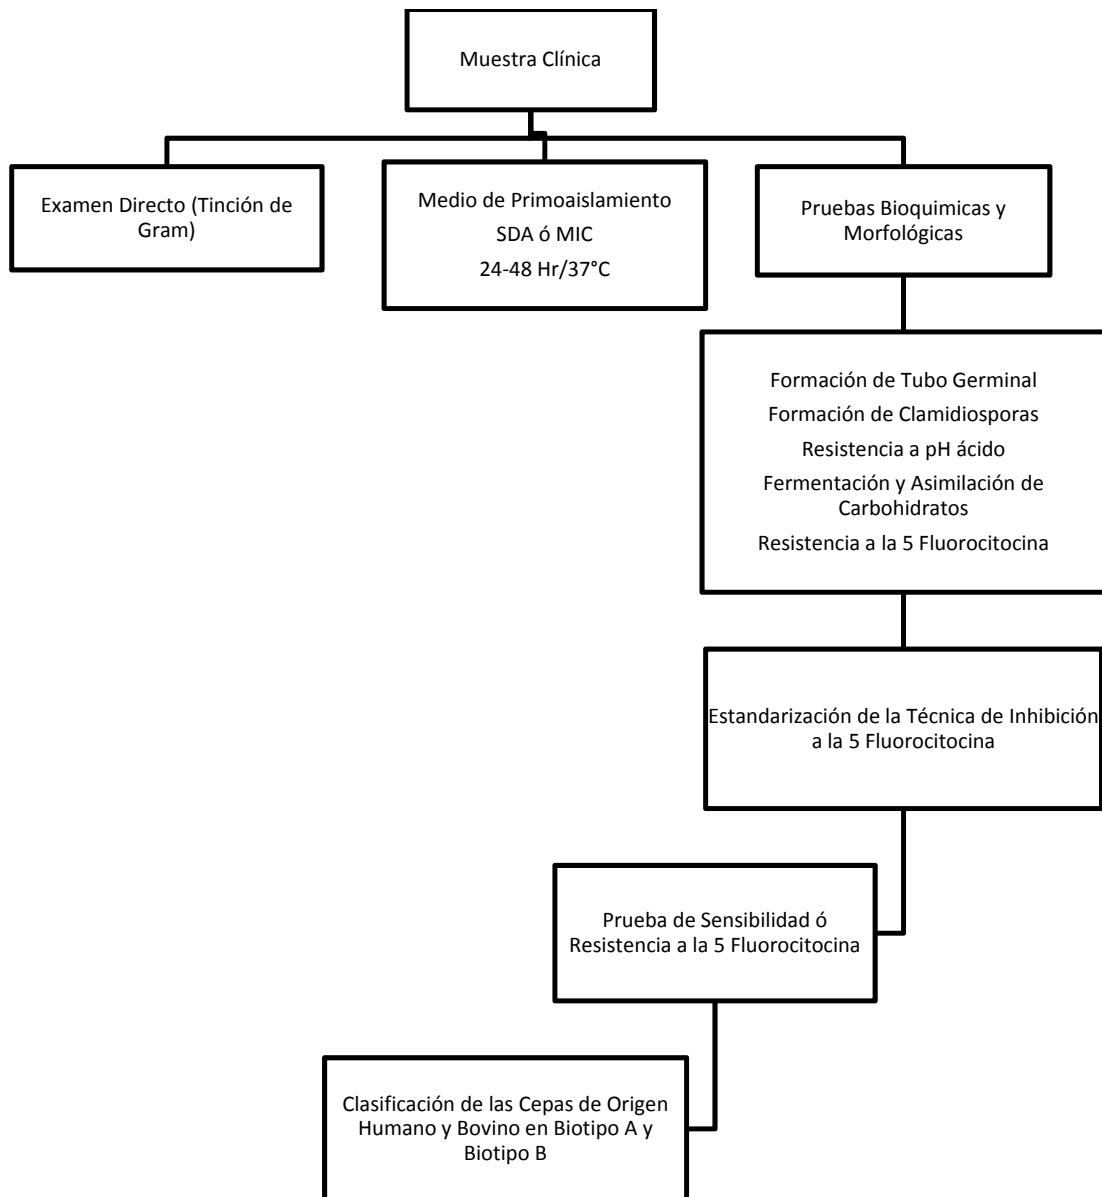 Muestra Clínica
Examen Directo (Tinción de
Gram)
Medio de Primoaislamiento
SDA ó MIC
24-48 Hr/37°C
Pruebas Bioquimicas y
Morfológicas
Formación de Tubo Germinal
Formación de Clamidiosporas
Resistencia a pH ácido
Fermentación y Asimilación de
Carbohidratos
Resistencia a la 5 Fluorocitocina
Estandarización de la Técnica de Inhibición
a la 5 Fluorocitocina
Prueba de Sensibilidad ó
Resistencia a la 5 Fluorocitocina
Clasificación de las Cepas de Origen
Humano y Bovino en Biotipo A y
Biotipo B